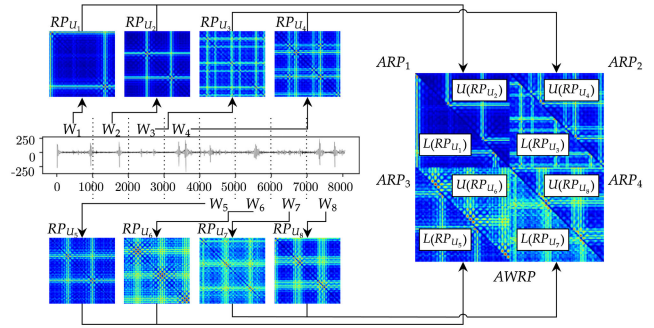 RP_{U_1} RP_{U_2} RP_{U_3} RP_{U_4}
ARP_1 ARP_2
U(RP_{U_2}) U(RP_{U_4})
W_1 W_2 W_3 W_4
L(RP_{U_1}) L(RP_{U_3})
250
0
-250
0 1000 2000 3000 4000 5000 6000 7000 8000
ARP_3 ARP_4
U(RP_{U_6}) U(RP_{U_8})
W_5 W_6 W_7 W_8
RP_{U_5} RP_{U_6} RP_{U_7} RP_{U_8}
L(RP_{U_5}) L(RP_{U_7})
AWRP